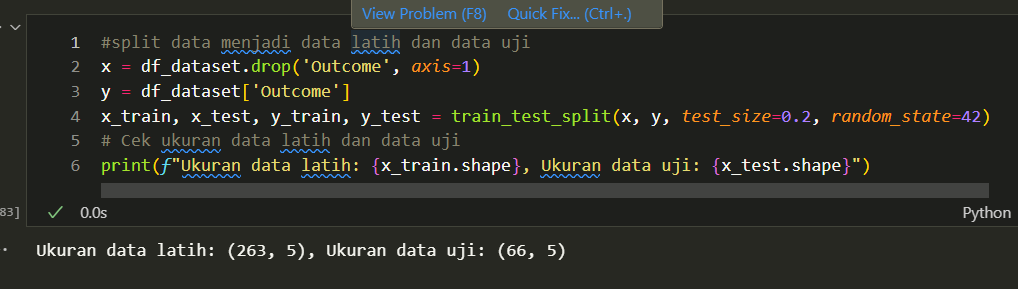 View Problem (F8) Quick Fix... (Ctrl+.)
1 #split data menjadi data latih dan data uji
2 x = df_dataset.drop('Outcome', axis=1)
3 y = df_dataset['Outcome']
4 x_train, x_test, y_train, y_test = train_test_split(x, y, test_size=0.2, random_state=42)
5 # Cek ukuran data latih dan data uji
6 print(f"Ukuran data latih: {x_train.shape}, Ukuran data uji: {x_test.shape}")
83] 0.0s Python
Ukuran data latih: (263, 5), Ukuran data uji: (66, 5)